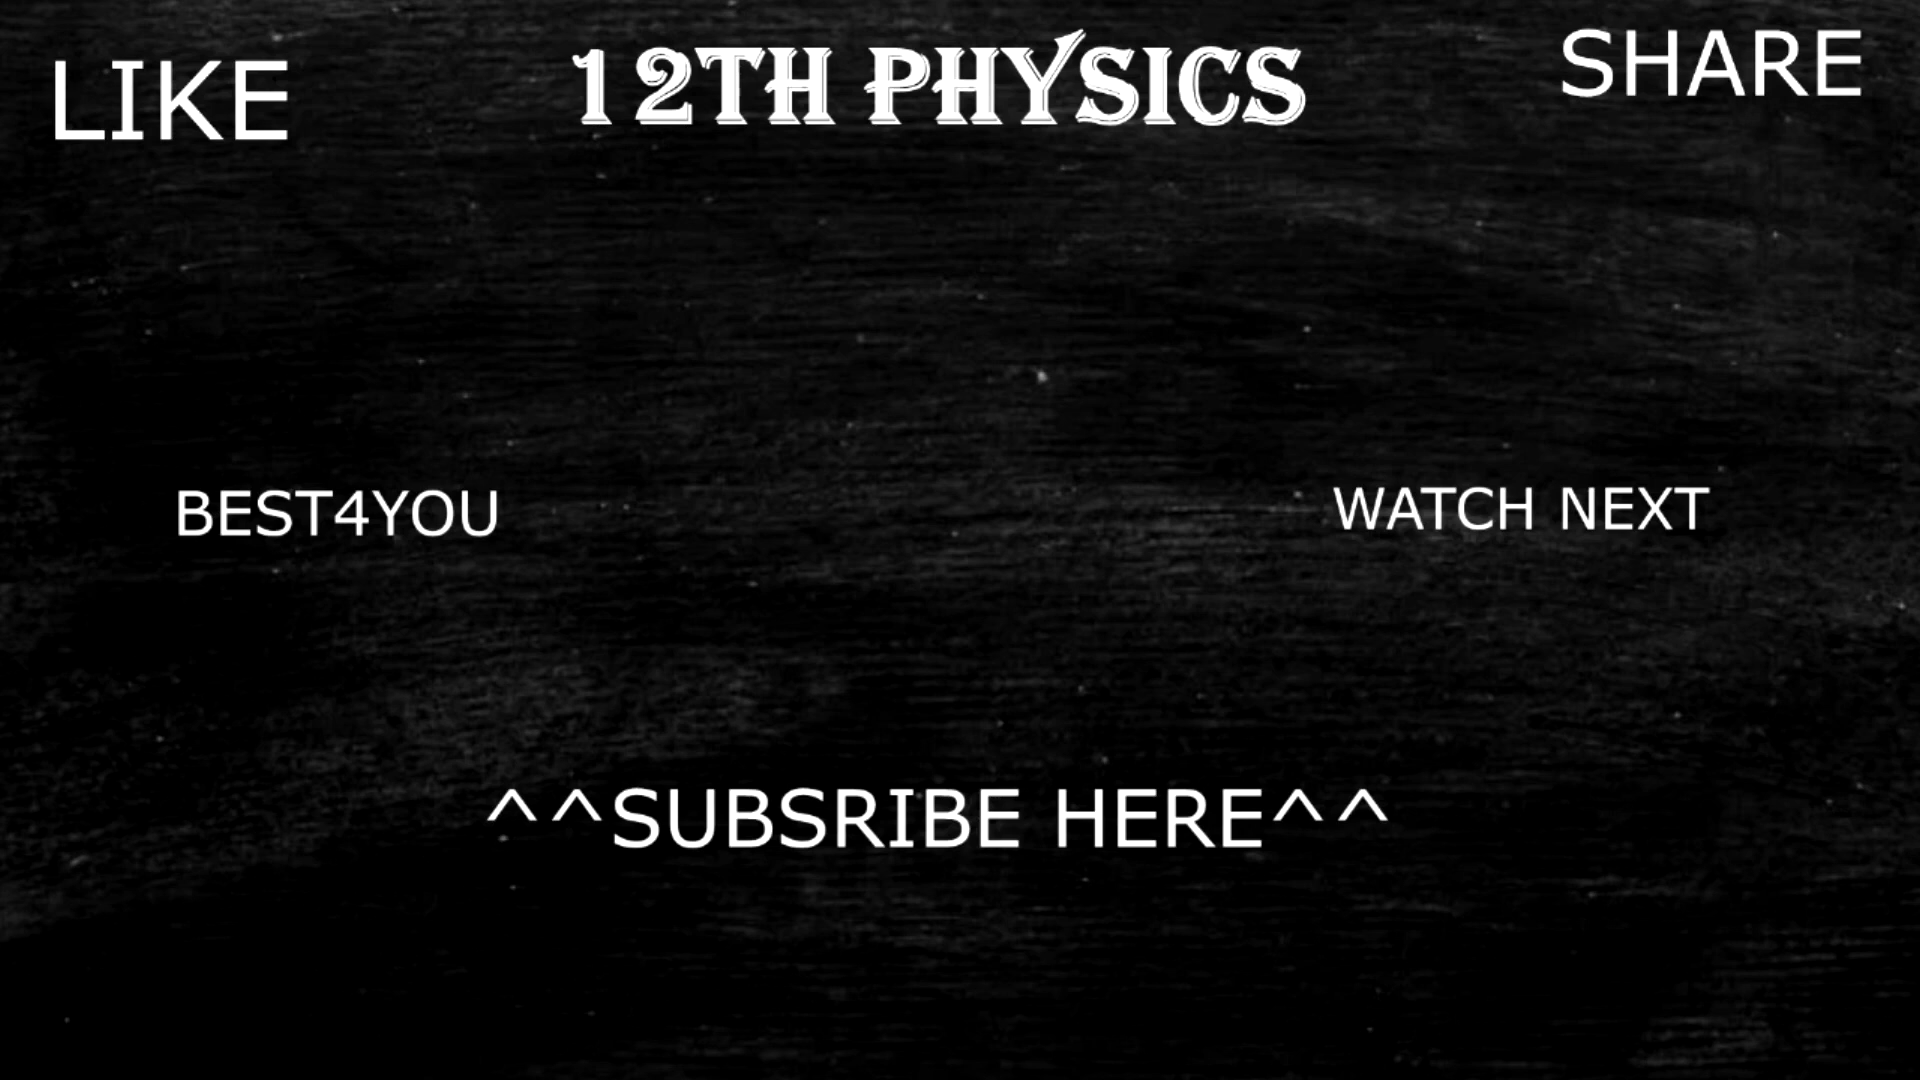 LIKE
12TH PHYSICS
SHARE
BEST4YOU
WATCH NEXT
^^SUBSRIBE HERE^^